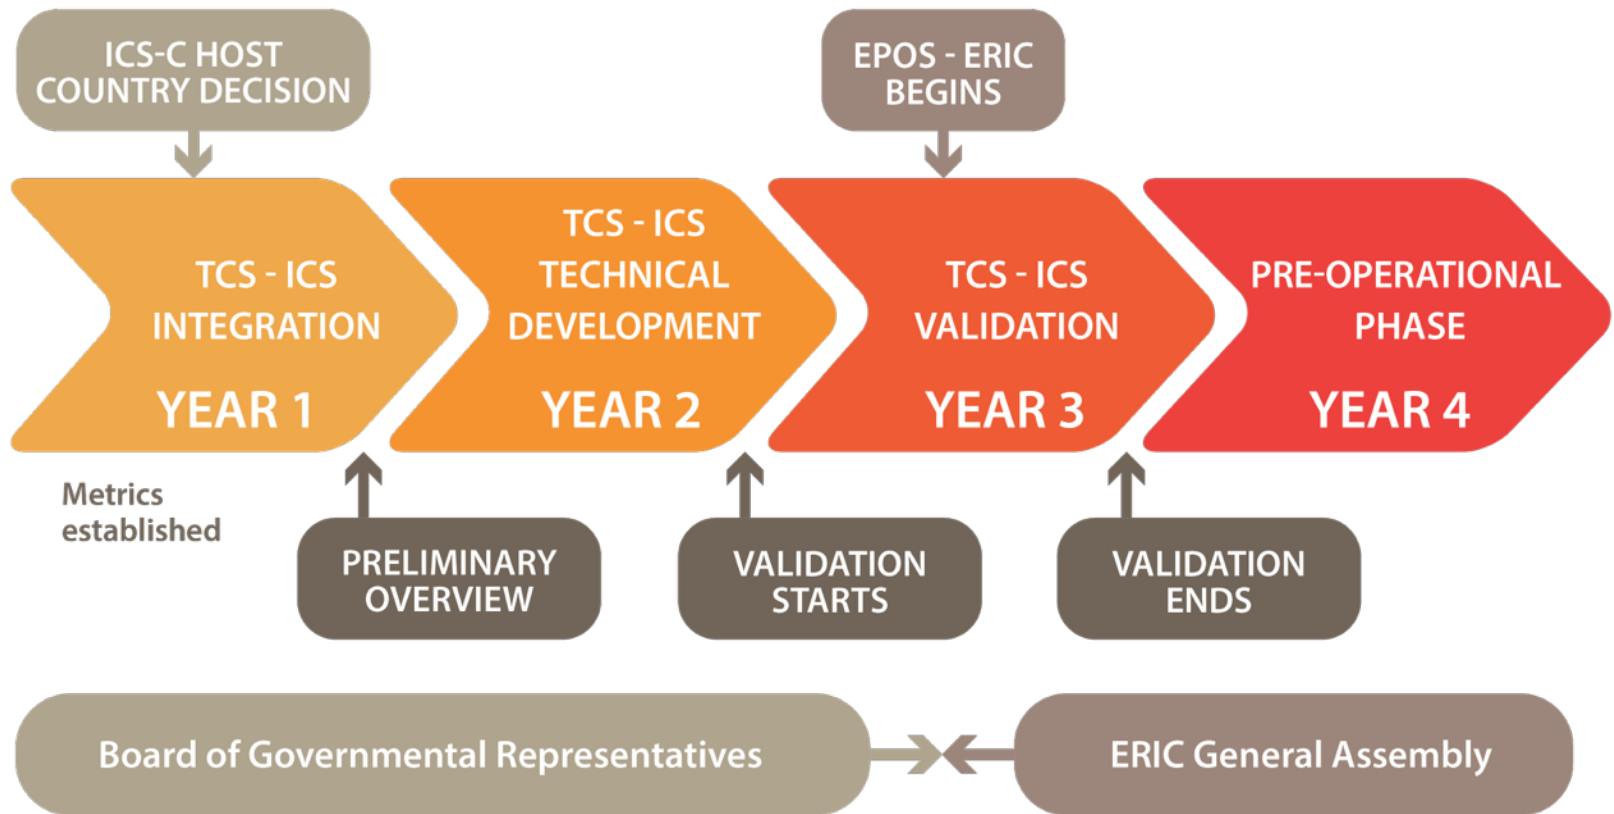 ICS-C HOST
COUNTRY DECISION
EPOS - ERIC
BEGINS
TCS - ICS
INTEGRATION
YEAR 1
TCS - ICS
TECHNICAL
DEVELOPMENT
YEAR 2
TCS - ICS
VALIDATION
YEAR 3
PRE-OPERATIONAL
PHASE
YEAR 4
Metrics
established
PRELIMINARY
OVERVIEW
VALIDATION
STARTS
VALIDATION
ENDS
Board of Governmental Representatives
ERIC General Assembly